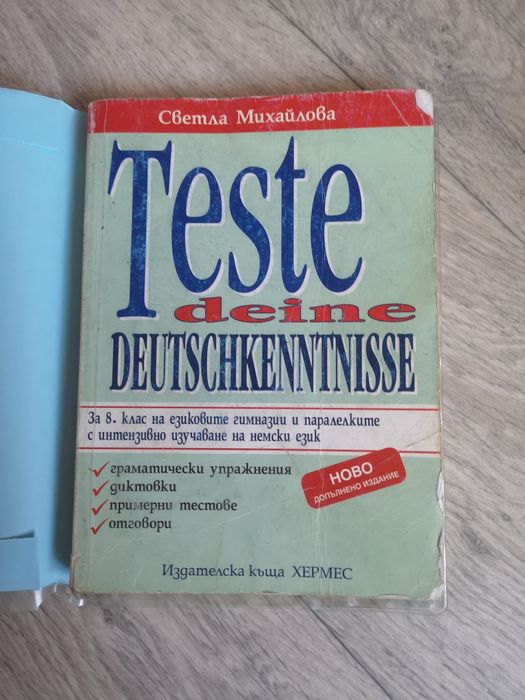 Светла Михайлова
Teste
deine
DEUTSCHKENNTNISSE
За 8. клас на езиковите гимназии и паралелките
с интензивно изучаване на немски език
граматически упражнения
диктовки
примерни тестове
отговори
НОВО
ДОПЪЛНЕНО ИЗДАНИЕ
Издателска къща ХЕРМЕС